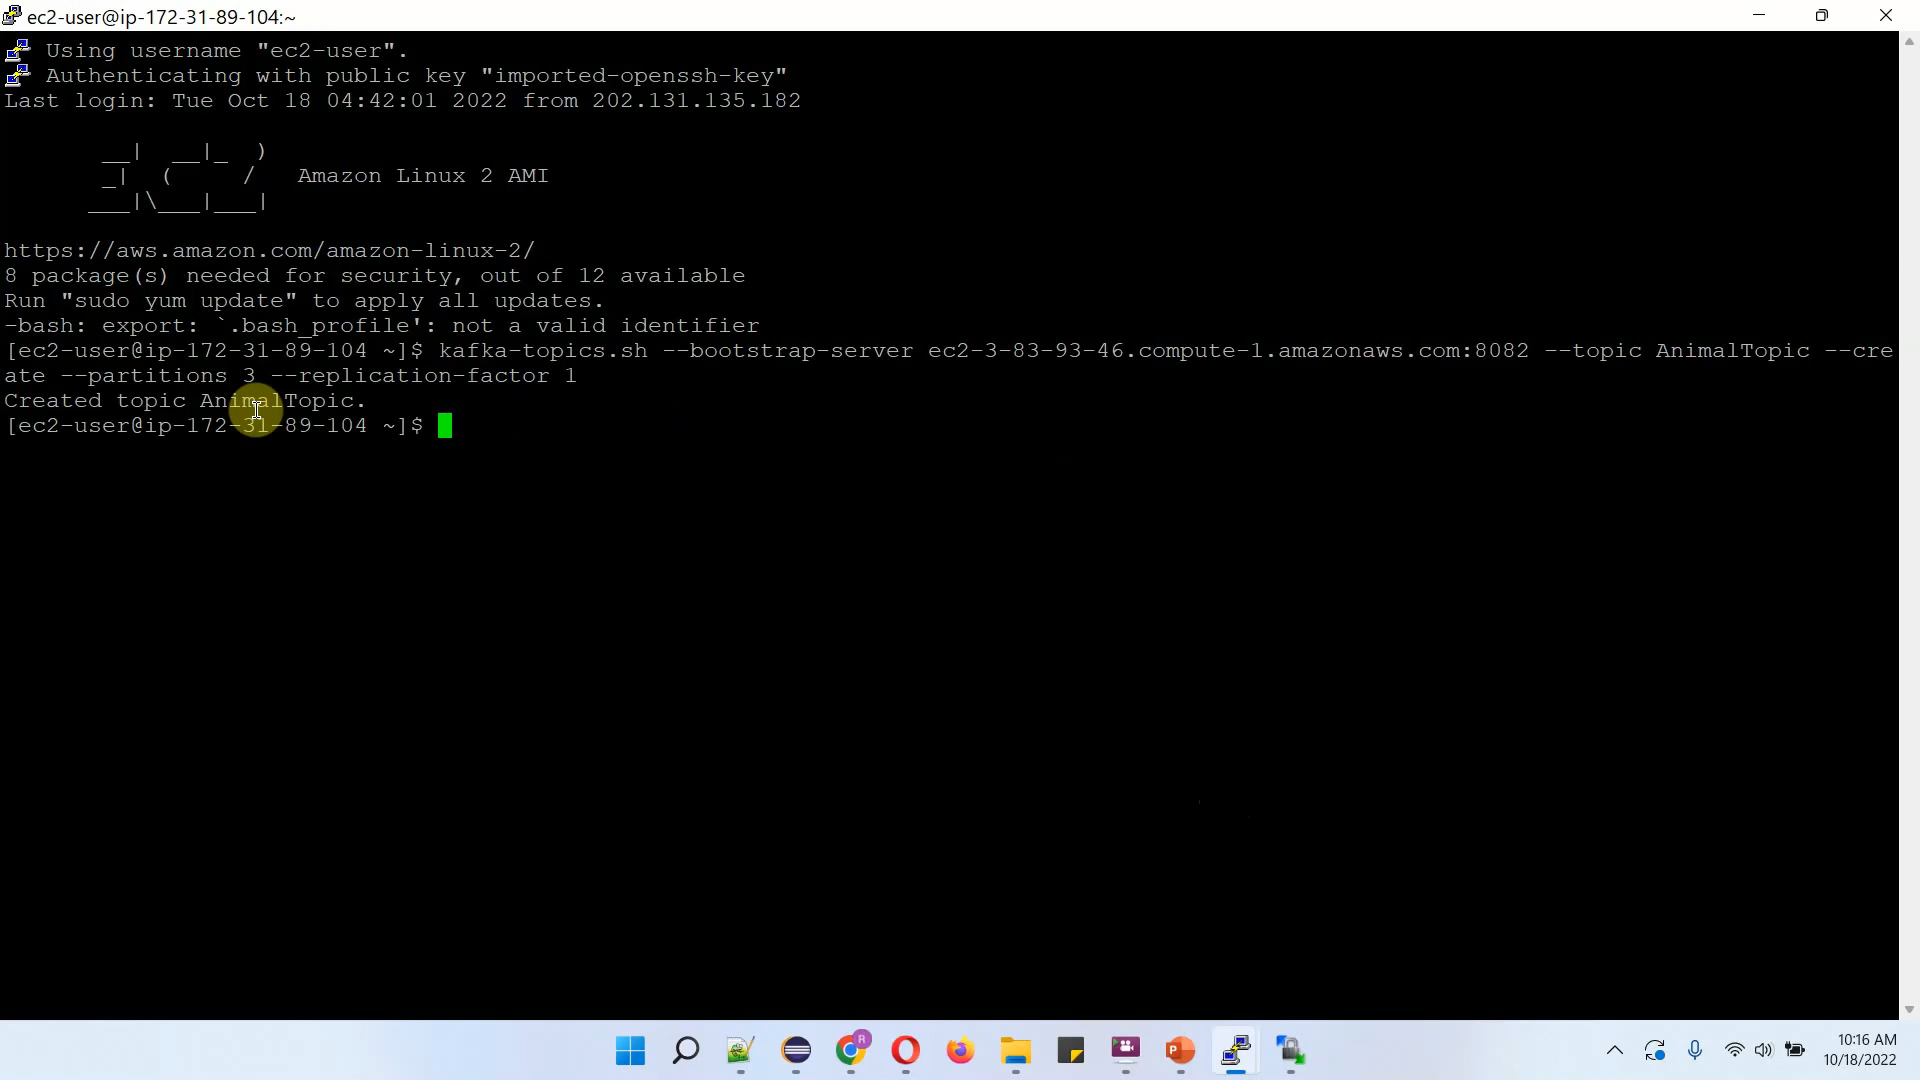 ec2-user@ip-172-31-89-104:~
Using username "ec2-user".
Authenticating with public key "imported-openssh-key"
Last login: Tue Oct 18 04:42:01 2022 from 202.131.135.182
__|  __|_  )
_|  (     /   Amazon Linux 2 AMI
___|\___|___|
https://aws.amazon.com/amazon-linux-2/
8 package(s) needed for security, out of 12 available
Run "sudo yum update" to apply all updates.
-bash: export: `.bash_profile': not a valid identifier
[ec2-user@ip-172-31-89-104 ~]$ kafka-topics.sh --bootstrap-server ec2-3-83-93-46.compute-1.amazonaws.com:8082 --topic AnimalTopic --cre
ate --partitions 3 --replication-factor 1
Created topic AnimalTopic.
[ec2-user@ip-172-31-89-104 ~]$
R
10:16 AM
10/18/2022